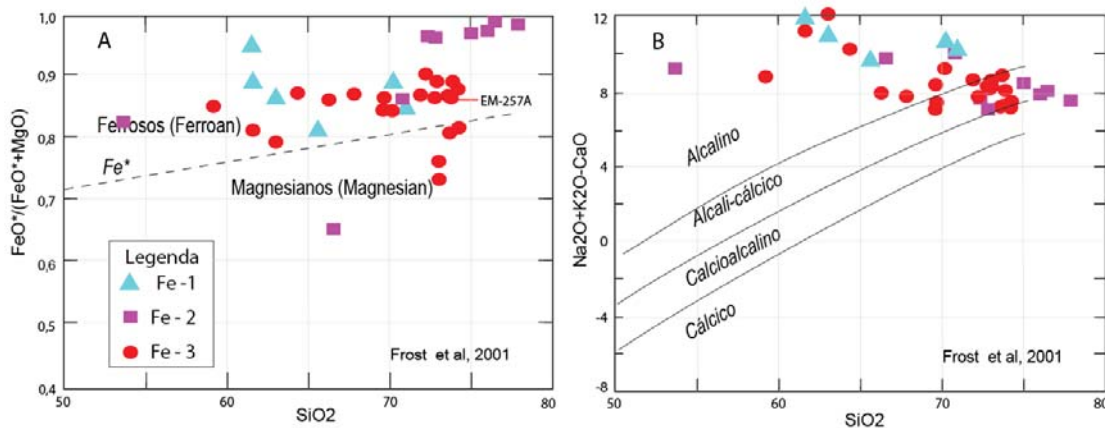 A
1,0
0,9
0,8
0,7
0,6
0,5
0,4
FeO*/(FeO*+MgO)
EM-257A
Ferrosos (Ferroan)
Fe*
Magnesianos (Magnesian)
Legenda
Fe - 1
Fe - 2
Fe - 3
Frost et al, 2001
50 60 70 80
SiO2
B
12
8
4
0
-4
-8
Na2O+K2O-CaO
Alcalino
Alcali-cálcico
Calcioalcalino
Cálcico
Frost et al, 2001
50 60 70 80
SiO2